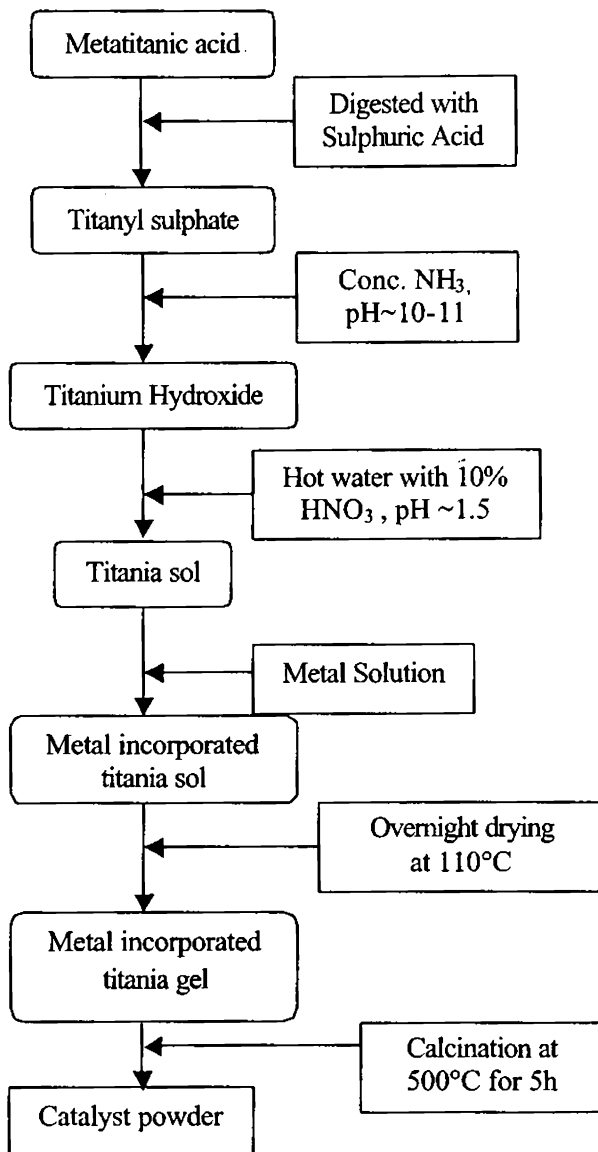 Metatitanic acid
Digested with
Sulphuric Acid
Titanyl sulphate
Conc. NH₃,
pH~10-11
Titanium Hydroxide
Hot water with 10%
HNO₃ , pH ~1.5
Titania sol
Metal Solution
Metal incorporated
titania sol
Overnight drying
at 110°C
Metal incorporated
titania gel
Calcination at
500°C for 5h
Catalyst powder